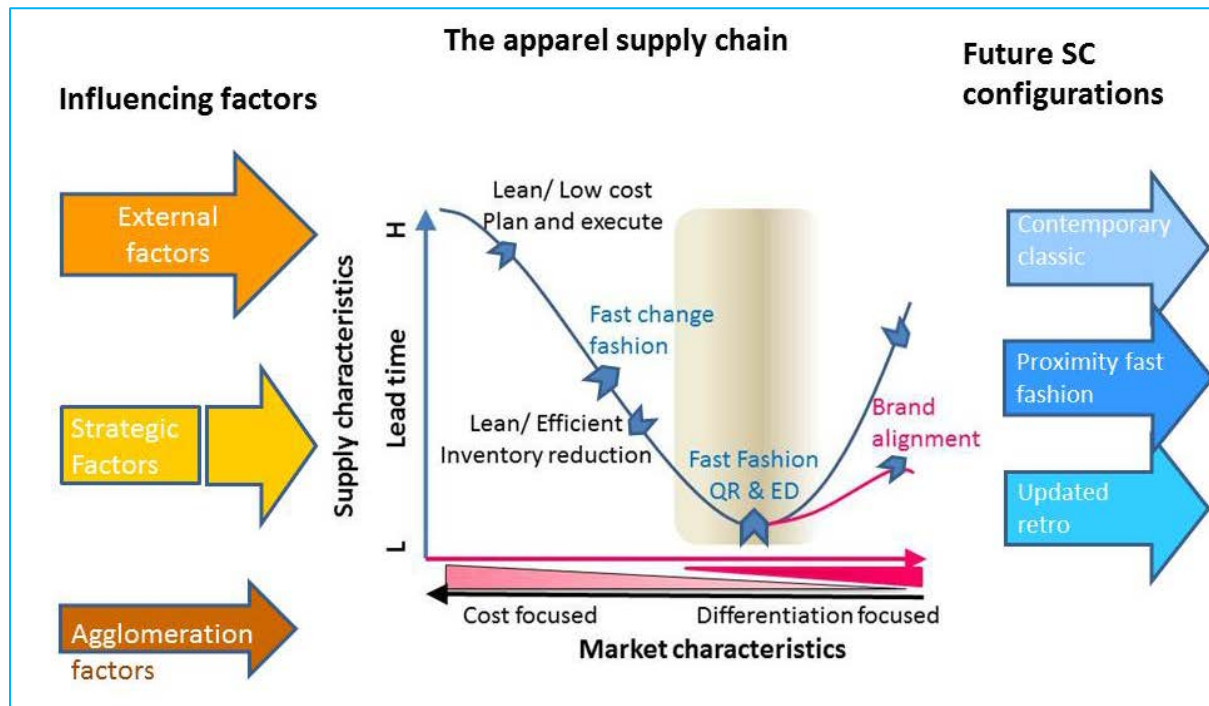 The apparel supply chain
Influencing factors
External
factors
Strategic
Factors
Agglomeration
factors
Supply characteristics
Lead time
H
L
Lean/ Low cost
Plan and execute
Fast change
fashion
Lean/ Efficient
Inventory reduction
Fast Fashion
QR & ED
Brand
alignment
Cost focused
Differentiation focused
Market characteristics
Future SC
configurations
Contemporary
classic
Proximity fast
fashion
Updated
retro